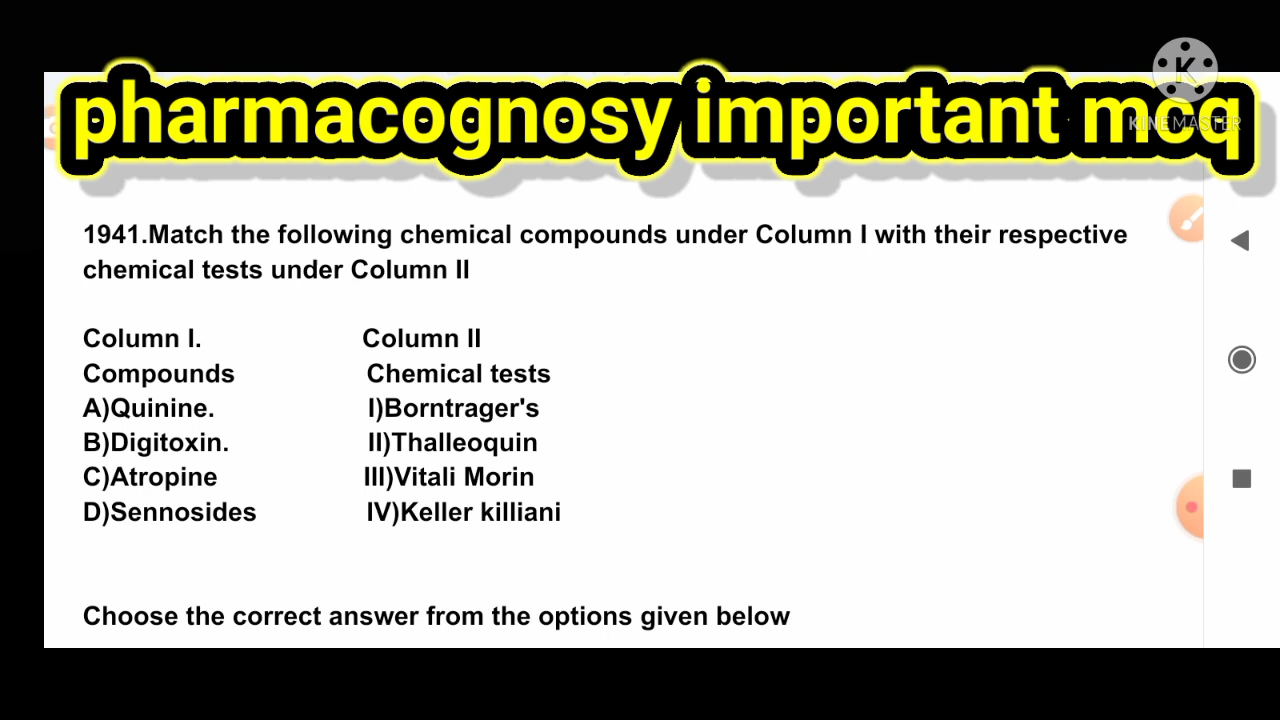 pharmacognosy important mcq
K
KINEMASTER
1941.Match the following chemical compounds under Column I with their respective
chemical tests under Column II
Column I. Column II
Compounds Chemical tests
A)Quinine. I)Borntrager's
B)Digitoxin. II)Thalleoquin
C)Atropine III)Vitali Morin
D)Sennosides IV)Keller killiani
Choose the correct answer from the options given below